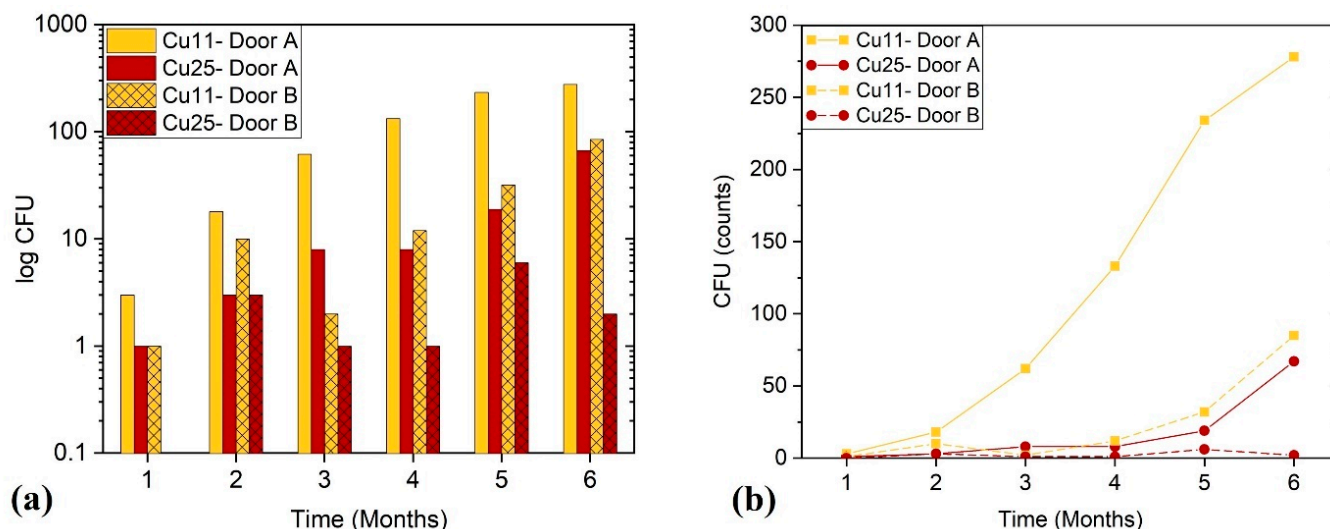 1000
100
10
1
0.1
log CFU
Cu11- Door A
Cu25- Door A
Cu11- Door B
Cu25- Door B
1 2 3 4 5 6
Time (Months)
(a)
300
250
200
150
100
50
0
CFU (counts)
Cu11- Door A
Cu25- Door A
Cu11- Door B
Cu25- Door B
1 2 3 4 5 6
Time (Months)
(b)